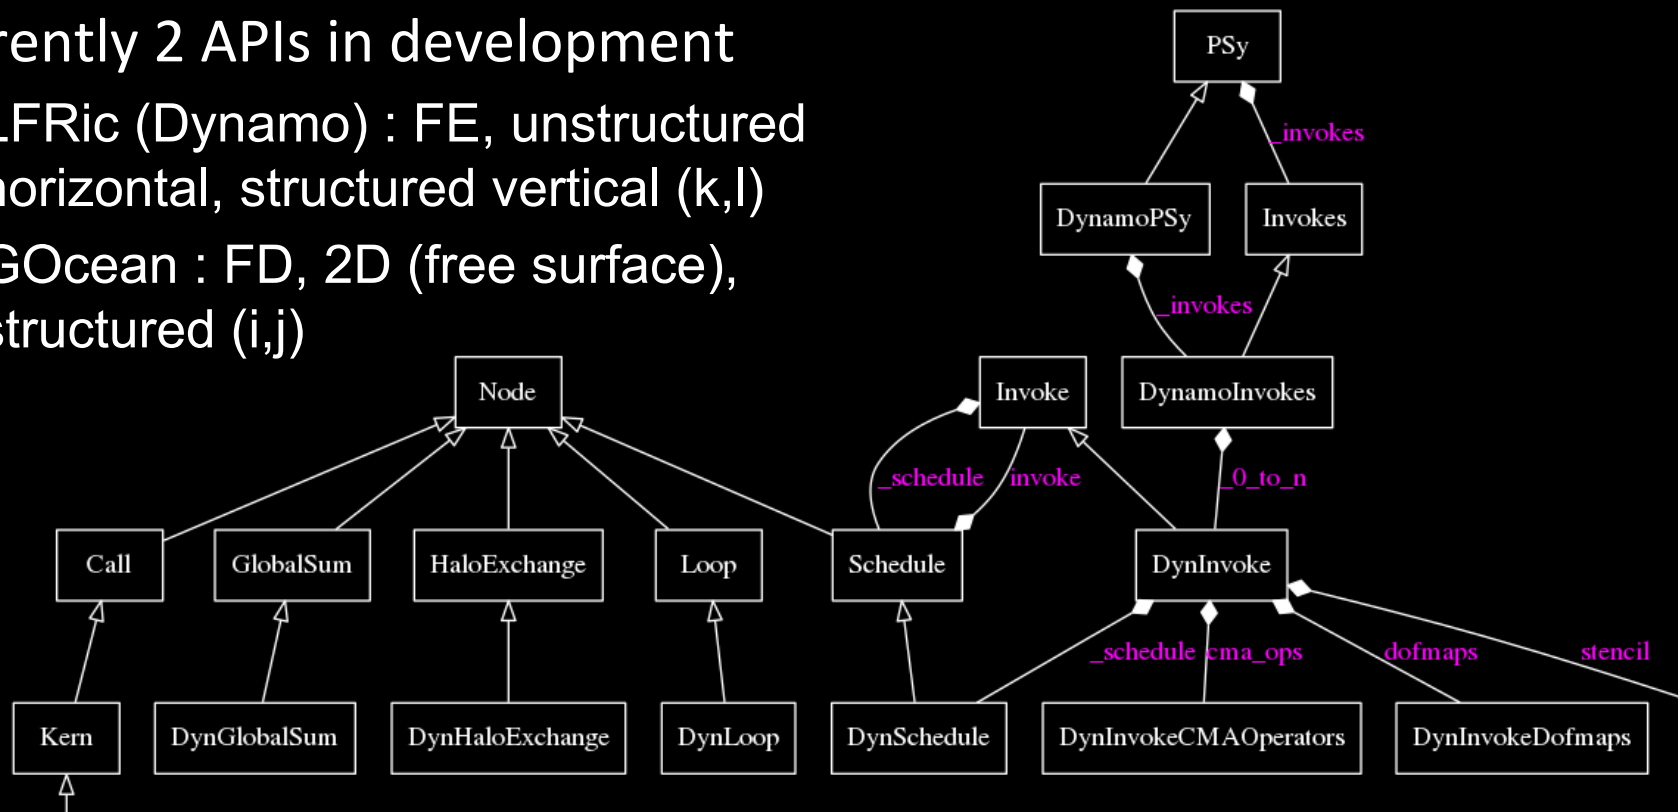 rently 2 APIs in development
LFRic (Dynamo) : FE, unstructured
horizontal, structured vertical (k,l)
GOcean : FD, 2D (free surface),
structured (i,j)
PSy
_invokes
DynamoPSy
Invokes
_invokes
Node
Invoke
DynamoInvokes
_schedule
invoke
_0_to_n
Call
GlobalSum
HaloExchange
Loop
Schedule
DynInvoke
_schedule
cma_ops
dofmaps
stencil
Kern
DynGlobalSum
DynHaloExchange
DynLoop
DynSchedule
DynInvokeCMAOperators
DynInvokeDofmaps